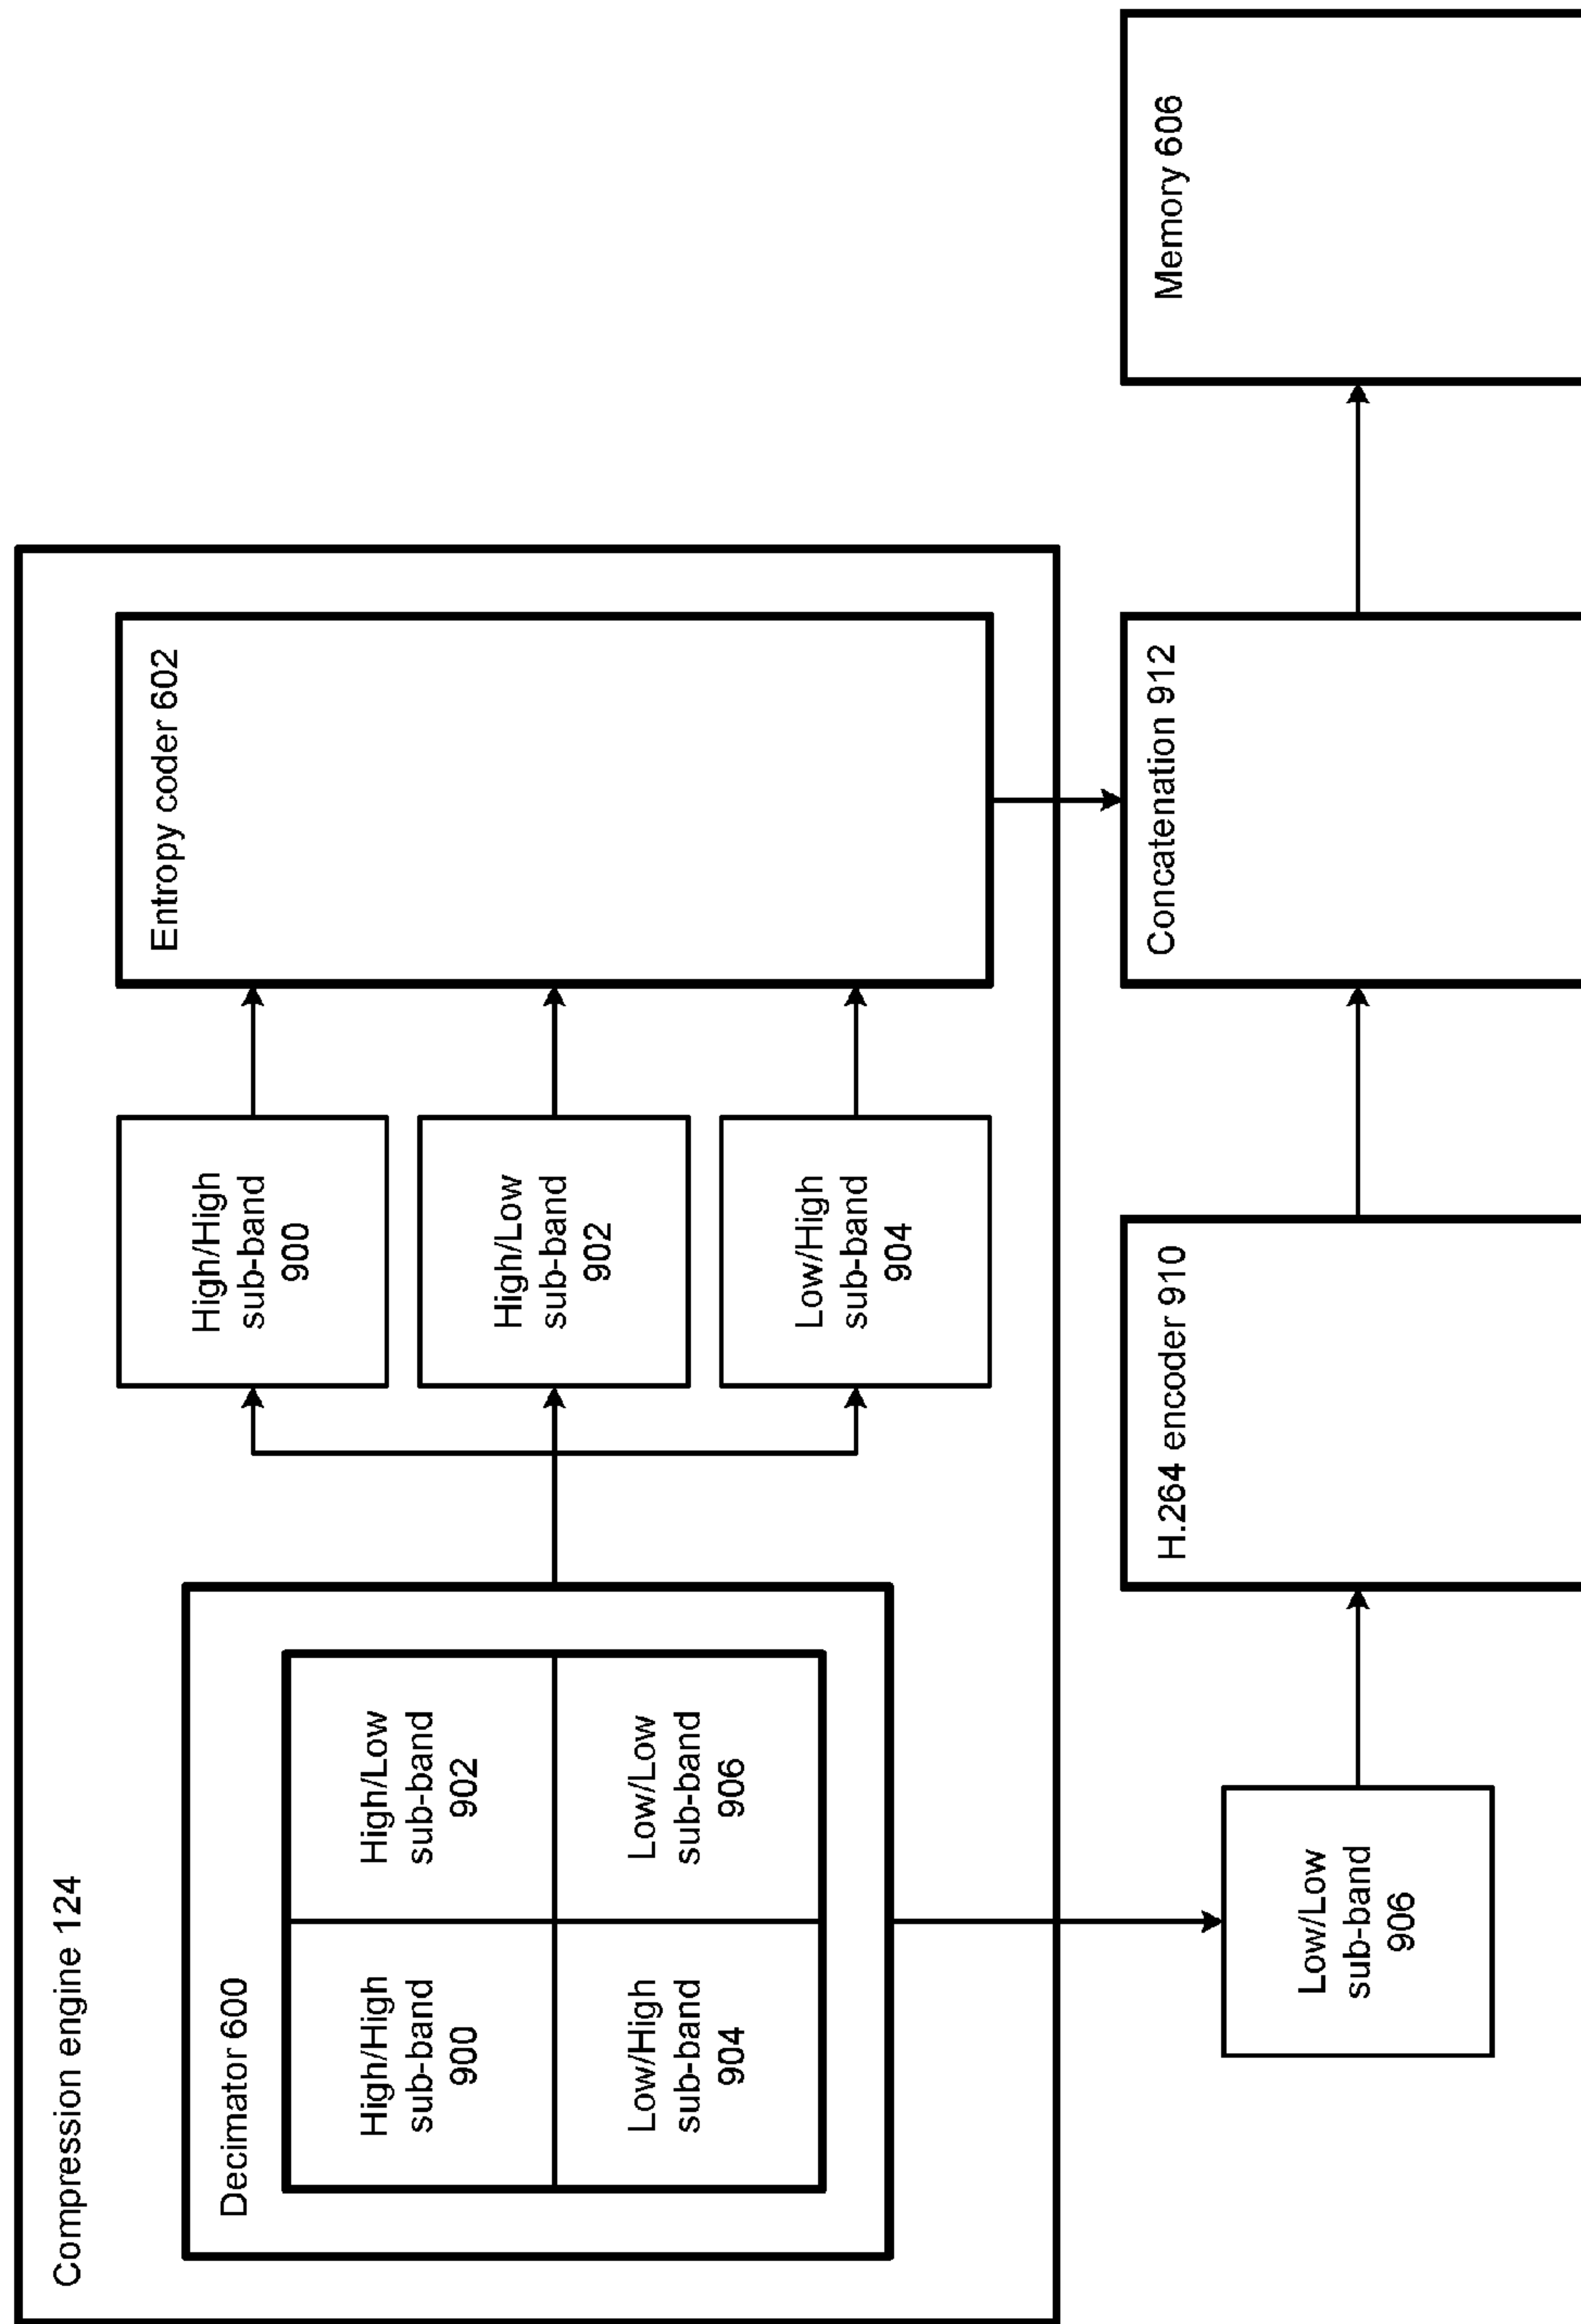 Compression engine 124
Decimator 600
High/High
sub-band
900
High/Low
sub-band
902
Low/High
sub-band
904
Low/Low
sub-band
906
High/High
sub-band
900
High/Low
sub-band
902
Low/High
sub-band
904
Entropy coder 602
Low/Low
sub-band
906
H.264 encoder 910
Concatenation 912
Memory 606